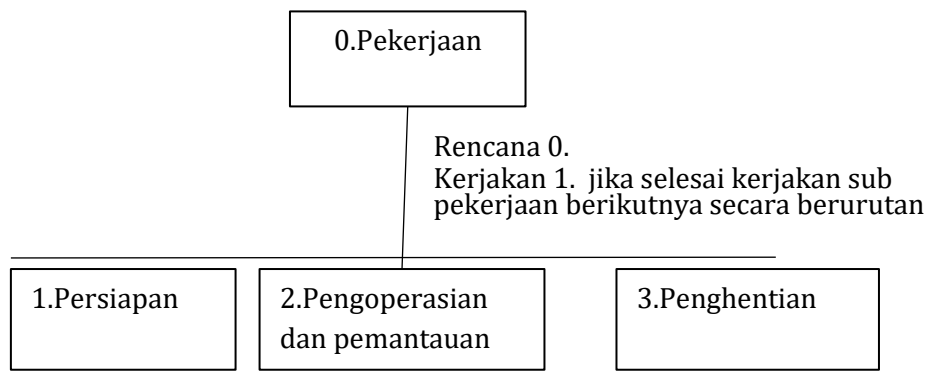 0.Pekerjaan
Rencana 0.
Kerjakan 1.  jika selesai kerjakan sub
pekerjaan berikutnya secara berurutan
1.Persiapan
2.Pengoperasian
dan pemantauan
3.Penghentian